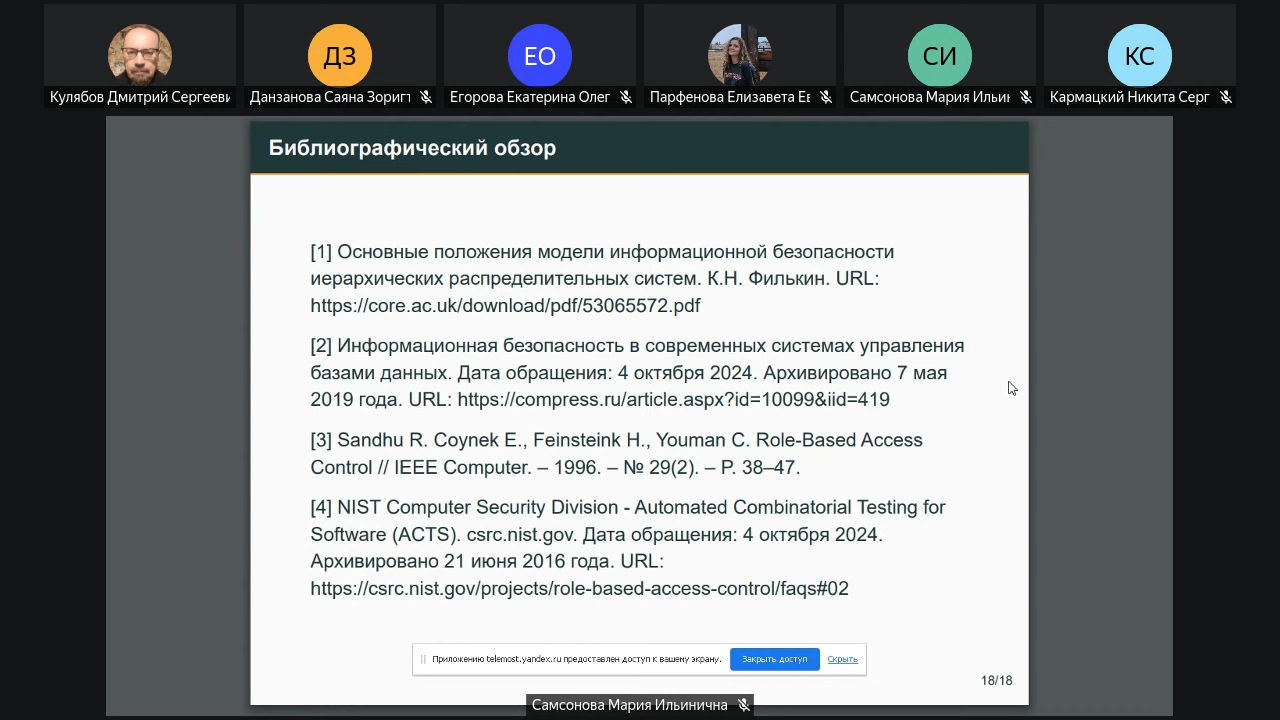 ДЗ
ЕО
СИ
КС
Кулябов Дмитрий Сергееви
Данзанова Саяна Зоригт
Егорова Екатерина Олег
Парфенова Елизавета Ев
Самсонова Мария Ильин
Кармацкий Никита Серг
Библиографический обзор
[1] Основные положения модели информационной безопасности
иерархических распределительных систем. К.Н. Филькин. URL:
https://core.ac.uk/download/pdf/53065572.pdf
[2] Информационная безопасность в современных системах управления
базами данных. Дата обращения: 4 октября 2024. Архивировано 7 мая
2019 года. URL: https://compress.ru/article.aspx?id=10099&iid=419
[3] Sandhu R. Coynek E., Feinsteink H., Youman C. Role-Based Access
Control // IEEE Computer. – 1996. – № 29(2). – P. 38–47.
[4] NIST Computer Security Division - Automated Combinatorial Testing for
Software (ACTS). csrc.nist.gov. Дата обращения: 4 октября 2024.
Архивировано 21 июня 2016 года. URL:
https://csrc.nist.gov/projects/role-based-access-control/faqs#02
Приложению telemost.yandex.ru предоставлен доступ к вашему экрану.
Закрыть доступ
Скрыть
18/18
Самсонова Мария Ильинична